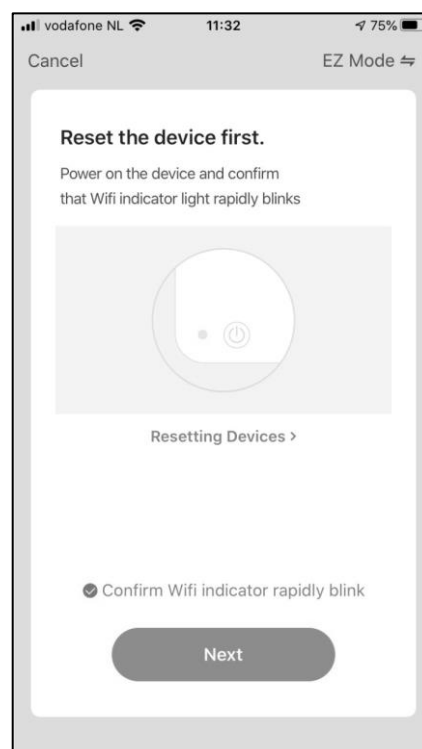 vodafone NL 11:32 75%
Cancel EZ Mode ⇋
Reset the device first.
Power on the device and confirm
that Wifi indicator light rapidly blinks
Resetting Devices >
Confirm Wifi indicator rapidly blink
Next